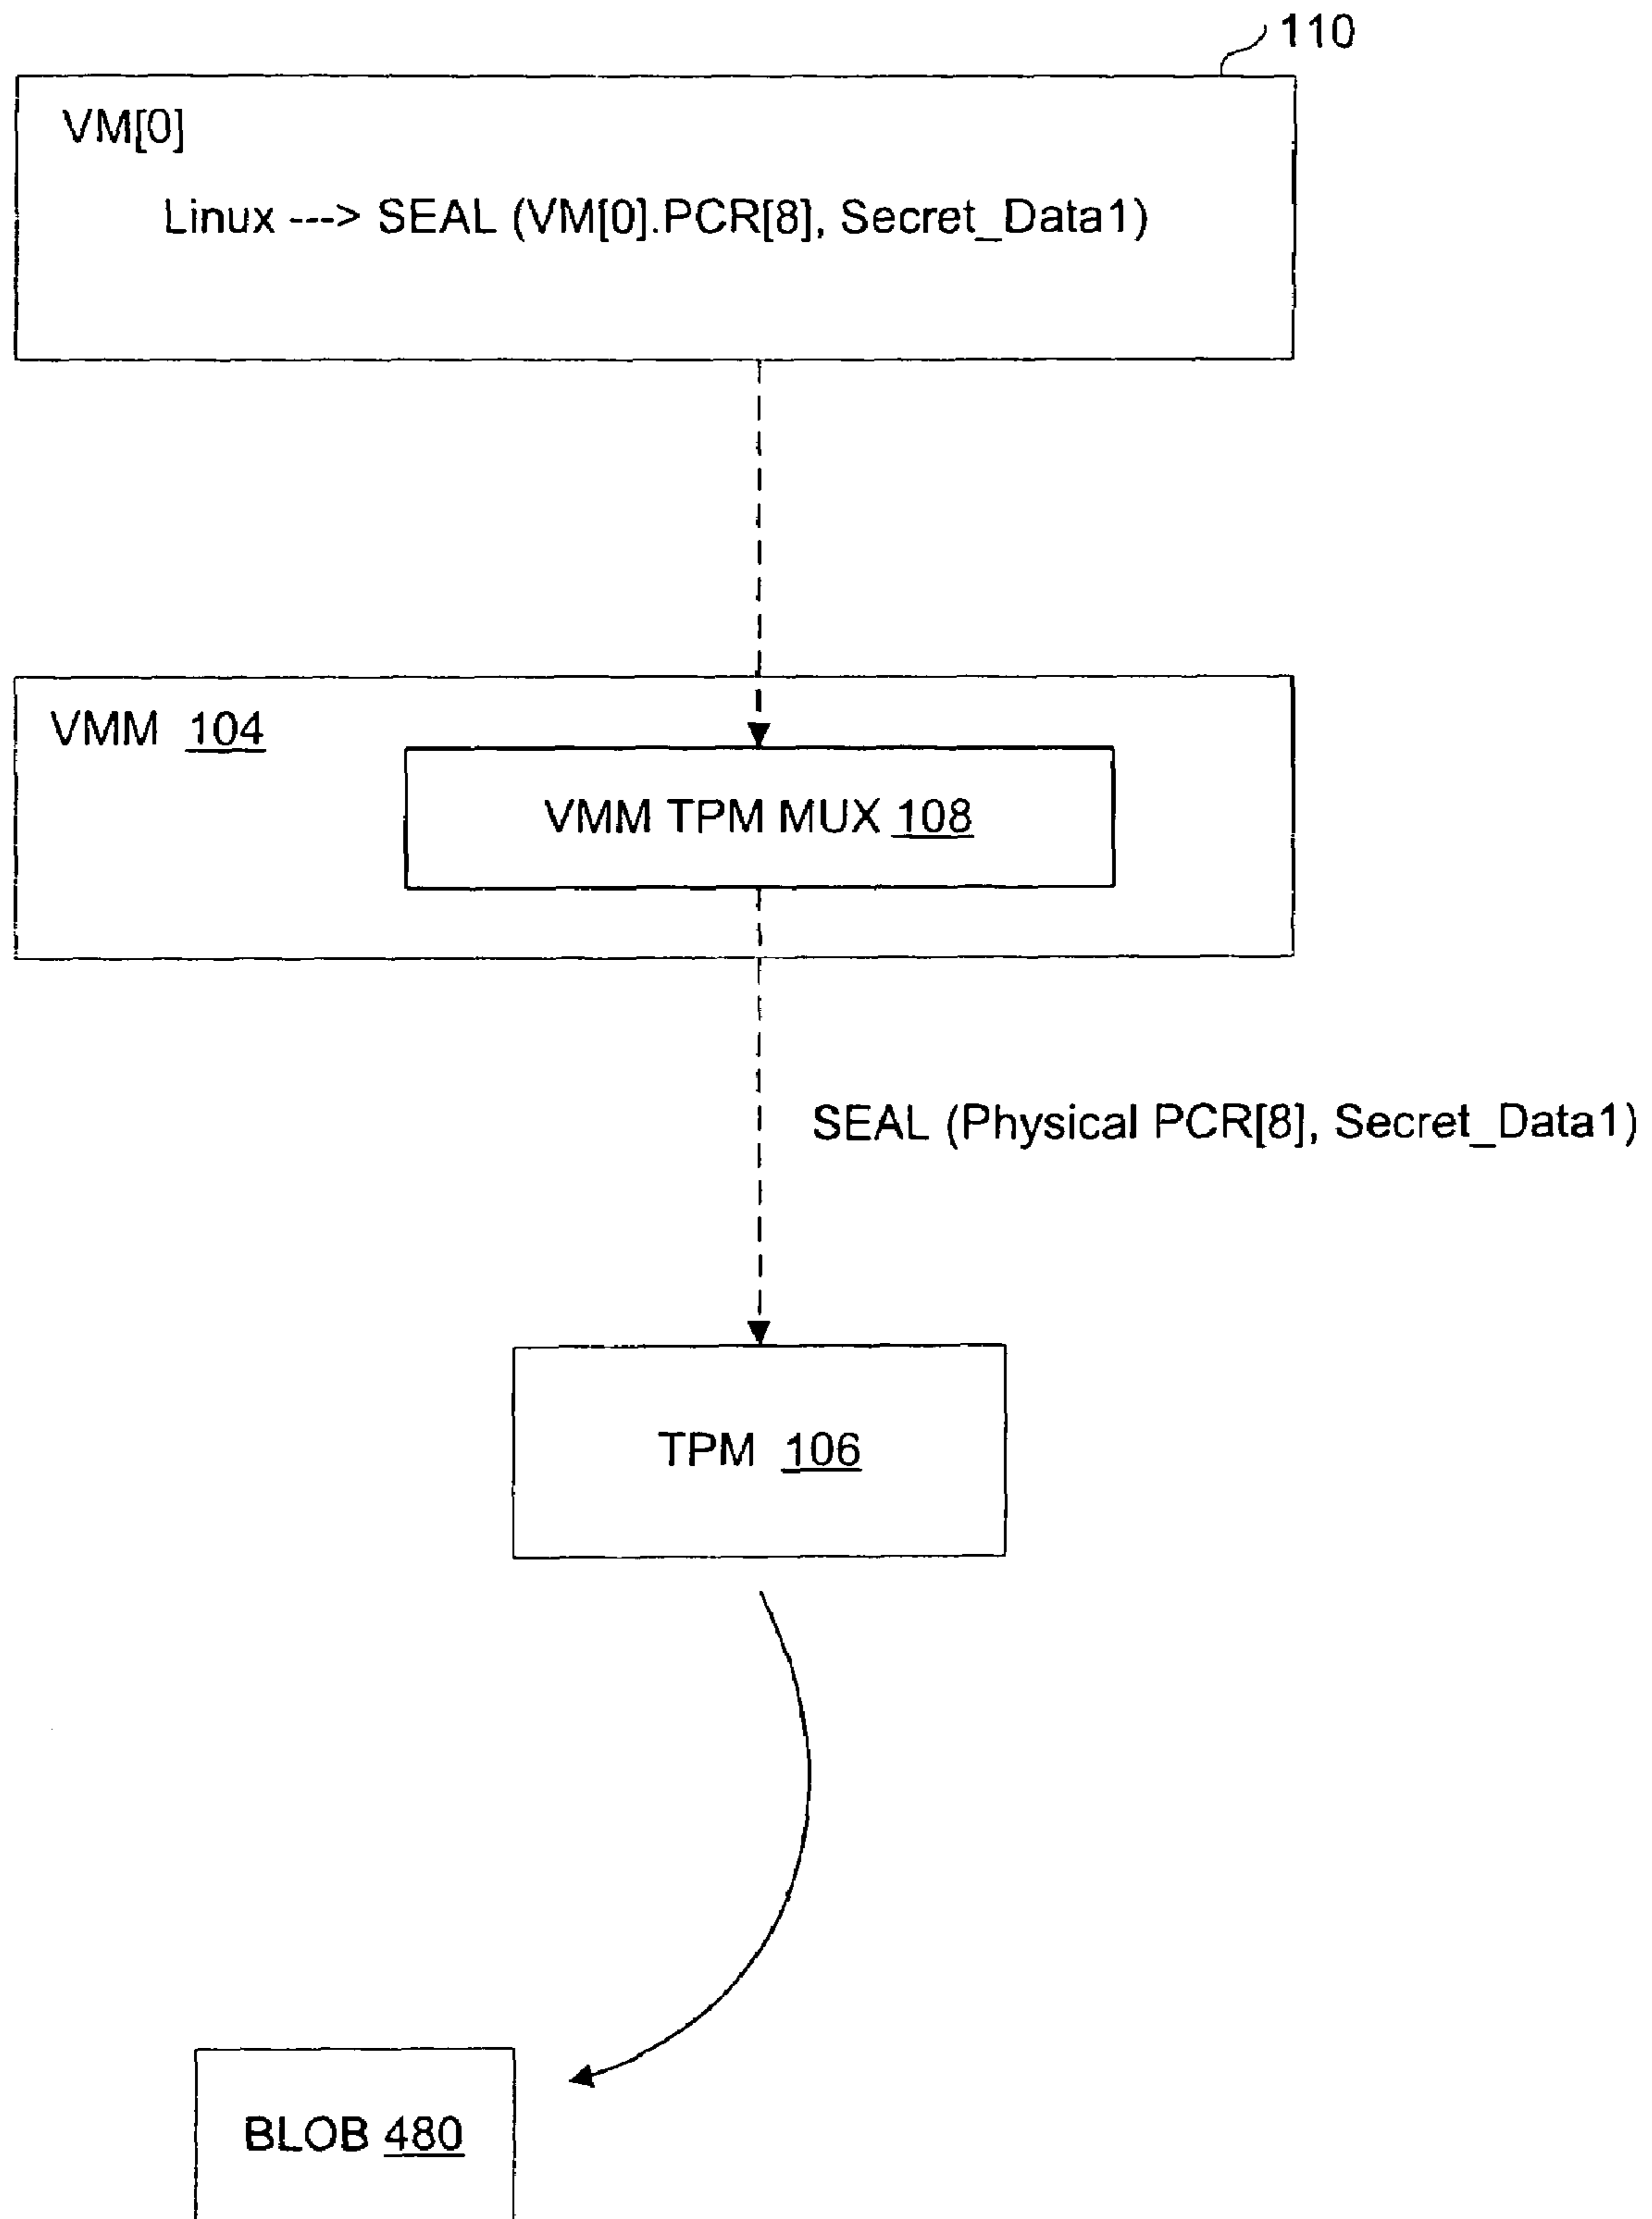 110
VM[0]
Linux ---> SEAL (VM[0].PCR[8], Secret_Data1)
VMM 104
VMM TPM MUX 108
SEAL (Physical PCR[8], Secret_Data1)
TPM 106
BLOB 480